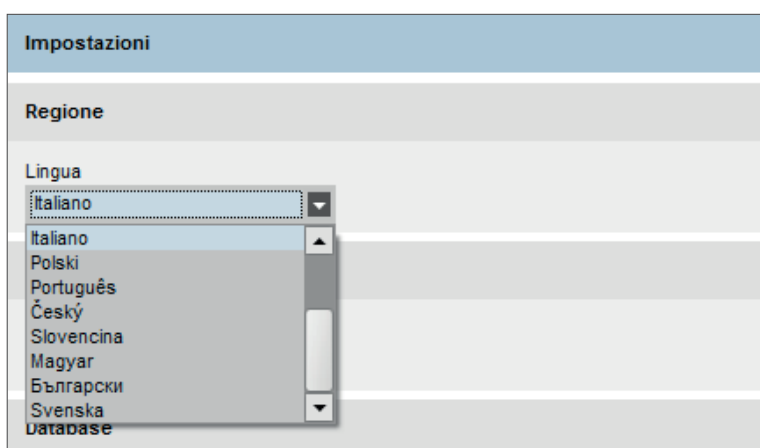 Impostazioni
Regione
Lingua
Italiano
Italiano
Polski
Português
Český
Slovencina
Magyar
Български
Svenska
Database